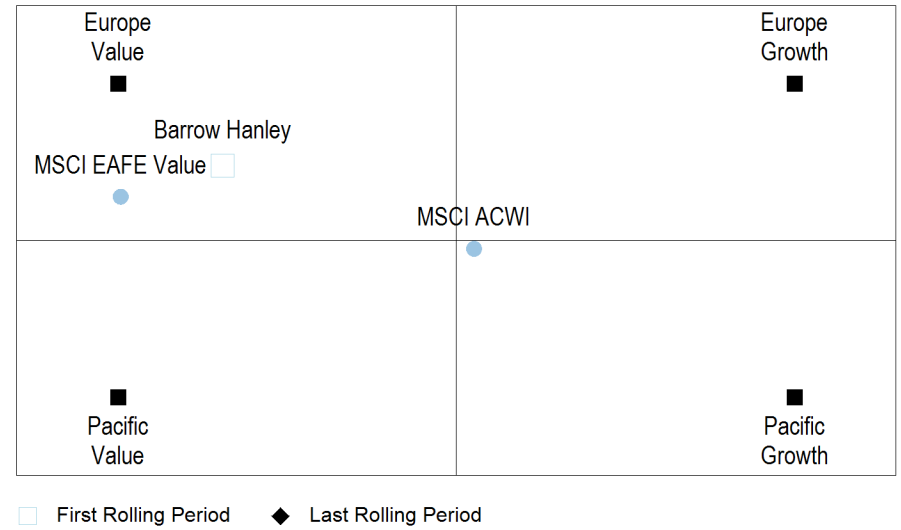 Europe
Value
Europe
Growth
Barrow Hanley
MSCI EAFE Value
MSCI ACWI
Pacific
Value
Pacific
Growth
First Rolling Period
Last Rolling Period